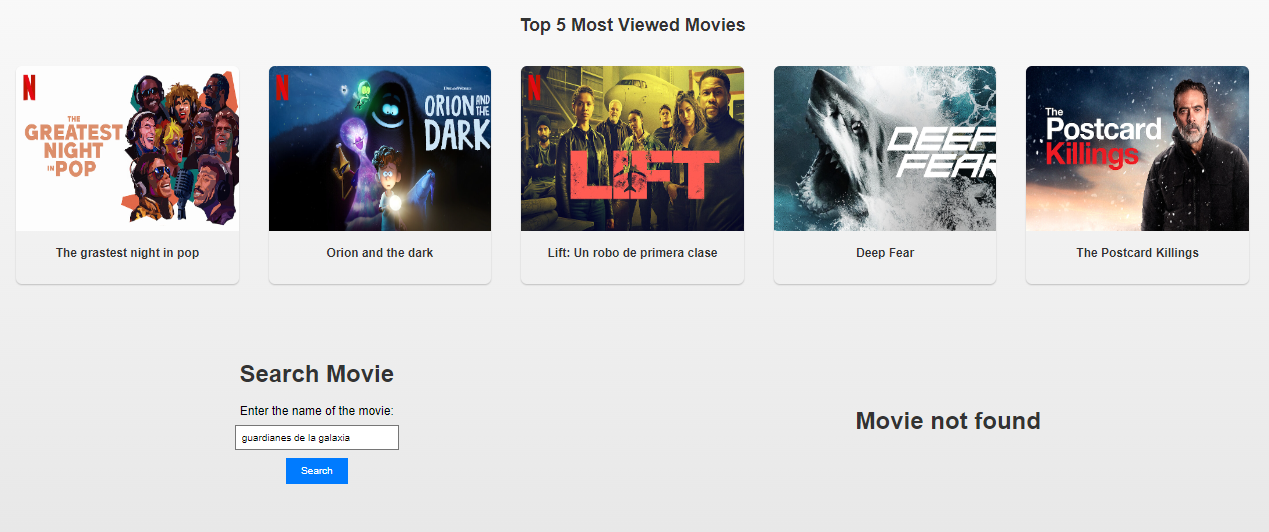 Top 5 Most Viewed Movies
N
THE
GREATEST
NIGHT
IN POP
DREAMWORKS
ORION AND THE
DARK
N
LIFT
N
DEEP
FEAR
The
Postcard
Killings
The grastest night in pop
Orion and the dark
Lift: Un robo de primera clase
Deep Fear
The Postcard Killings
Search Movie
Enter the name of the movie:
guardianes de la galaxia
Search
Movie not found